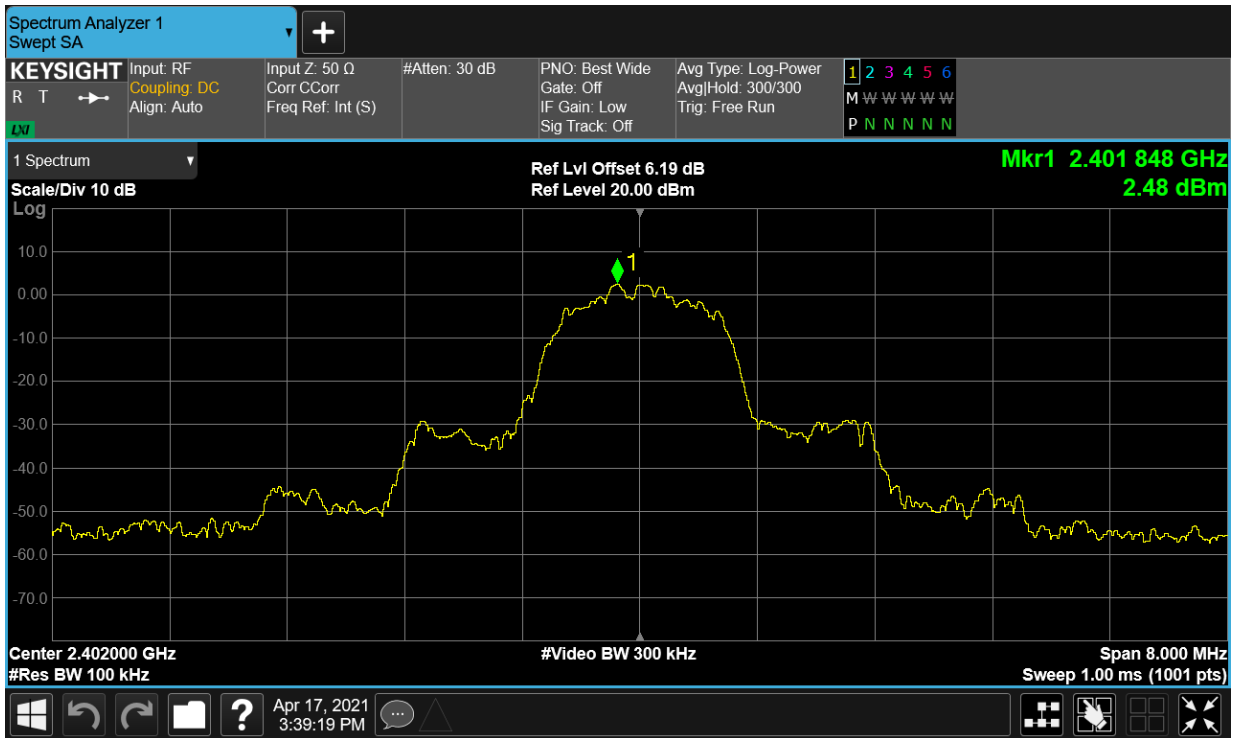 Spectrum Analyzer 1
Swept SA
+
KEYSIGHT
R T
LXI
Input: RF
Coupling: DC
Align: Auto
Input Z: 50 Ω
Corr CCorr
Freq Ref: Int (S)
#Atten: 30 dB
PNO: Best Wide
Gate: Off
IF Gain: Low
Sig Track: Off
Avg Type: Log-Power
Avg|Hold: 300/300
Trig: Free Run
1 2 3 4 5 6
M W W W W W
P N N N N N N
1 Spectrum
Scale/Div 10 dB
Log
Ref Lvl Offset 6.19 dB
Ref Level 20.00 dBm
Mkr1 2.401 848 GHz
2.48 dBm
1
10.0
0.00
-10.0
-20.0
-30.0
-40.0
-50.0
-60.0
-70.0
Center 2.402000 GHz
#Res BW 100 kHz
#Video BW 300 kHz
Span 8.000 MHz
Sweep 1.00 ms (1001 pts)
?
Apr 17, 2021
3:39:19 PM